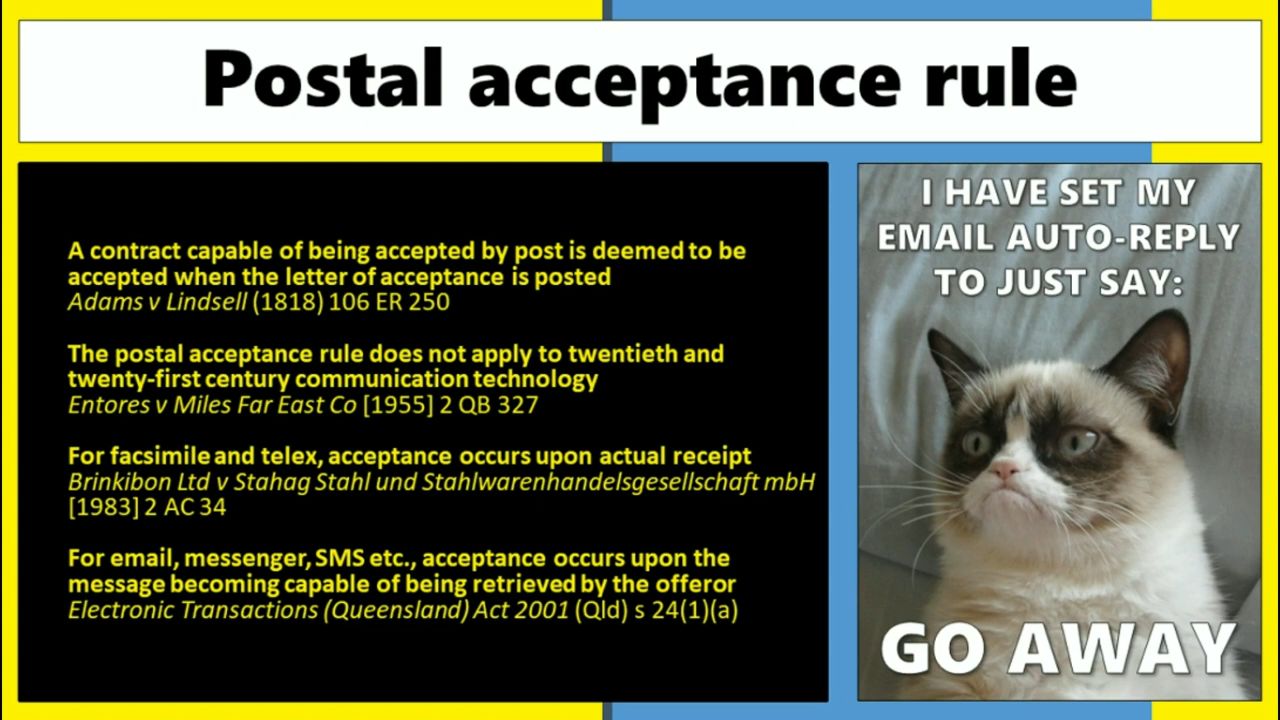 Postal acceptance rule
A contract capable of being accepted by post is deemed to be
accepted when the letter of acceptance is posted
Adams v Lindsell (1818) 106 ER 250
The postal acceptance rule does not apply to twentieth and
twenty-first century communication technology
Entores v Miles Far East Co [1955] 2 QB 327
For facsimile and telex, acceptance occurs upon actual receipt
Brinkibon Ltd v Stahag Stahl und Stahlwarenhandelsgesellschaft mbH
[1983] 2 AC 34
For email, messenger, SMS etc., acceptance occurs upon the
message becoming capable of being retrieved by the offeror
Electronic Transactions (Queensland) Act 2001 (Qld) s 24(1)(a)
I HAVE SET MY
EMAIL AUTO-REPLY
TO JUST SAY:
GO AWAY